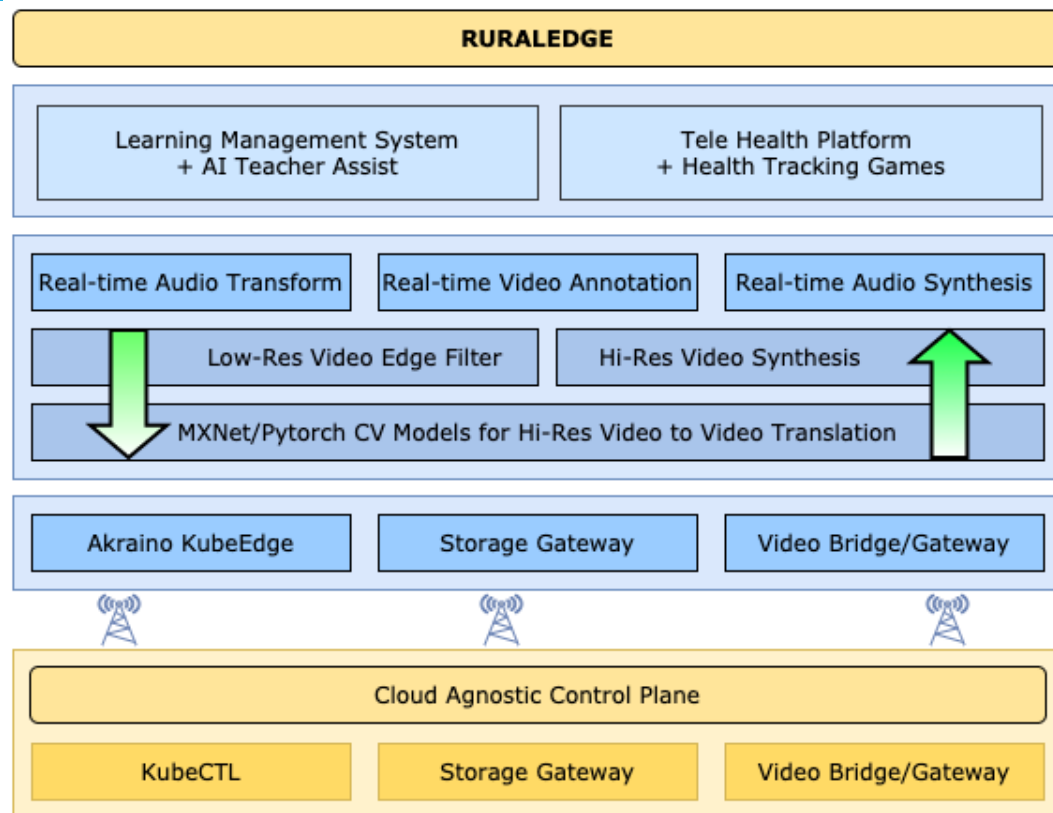 RURALEDGE
Learning Management System
+ AI Teacher Assist
Tele Health Platform
+ Health Tracking Games
Real-time Audio Transform
Real-time Video Annotation
Real-time Audio Synthesis
Low-Res Video Edge Filter
Hi-Res Video Synthesis
MXNet/Pytorch CV Models for Hi-Res Video to Video Translation
Akraino KubeEdge
Storage Gateway
Video Bridge/Gateway
Cloud Agnostic Control Plane
KubeCTL
Storage Gateway
Video Bridge/Gateway